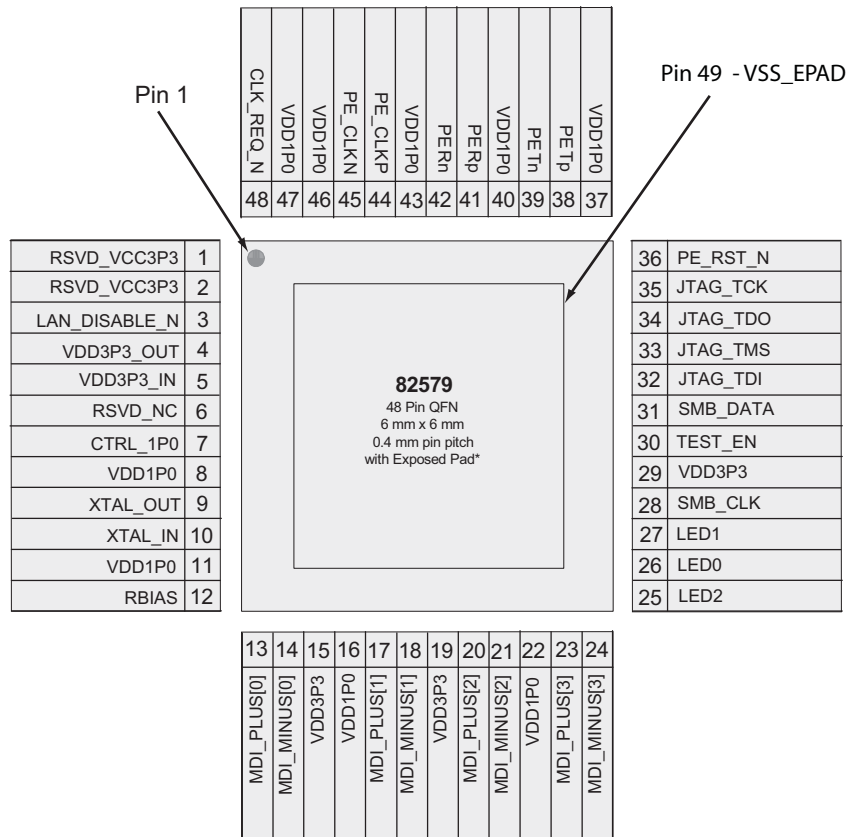 Pin 1
Pin 49 - VSS_EPAD
CLK_REQ_N
VDD1P0
VDD1P0
PE_CLKN
PE_CLKP
VDD1P0
PERn
PERp
VDD1P0
PETn
PETp
VDD1P0
48 47 46 45 44 43 42 41 40 39 38 37
RSVD_VCC3P3 1
RSVD_VCC3P3 2
LAN_DISABLE_N 3
VDD3P3_OUT 4
VDD3P3_IN 5
RSVD_NC 6
CTRL_1P0 7
VDD1P0 8
XTAL_OUT 9
XTAL_IN 10
VDD1P0 11
RBIAS 12
82579
48 Pin QFN
6 mm x 6 mm
0.4 mm pin pitch
with Exposed Pad*
36 PE_RST_N
35 JTAG_TCK
34 JTAG_TDO
33 JTAG_TMS
32 JTAG_TDI
31 SMB_DATA
30 TEST_EN
29 VDD3P3
28 SMB_CLK
27 LED1
26 LED0
25 LED2
13 14 15 16 17 18 19 20 21 22 23 24
MDI_PLUS[0]
MDI_MINUS[0]
VDD3P3
VDD1P0
MDI_PLUS[1]
MDI_MINUS[1]
VDD3P3
MDI_PLUS[2]
MDI_MINUS[2]
VDD1P0
MDI_PLUS[3]
MDI_MINUS[3]